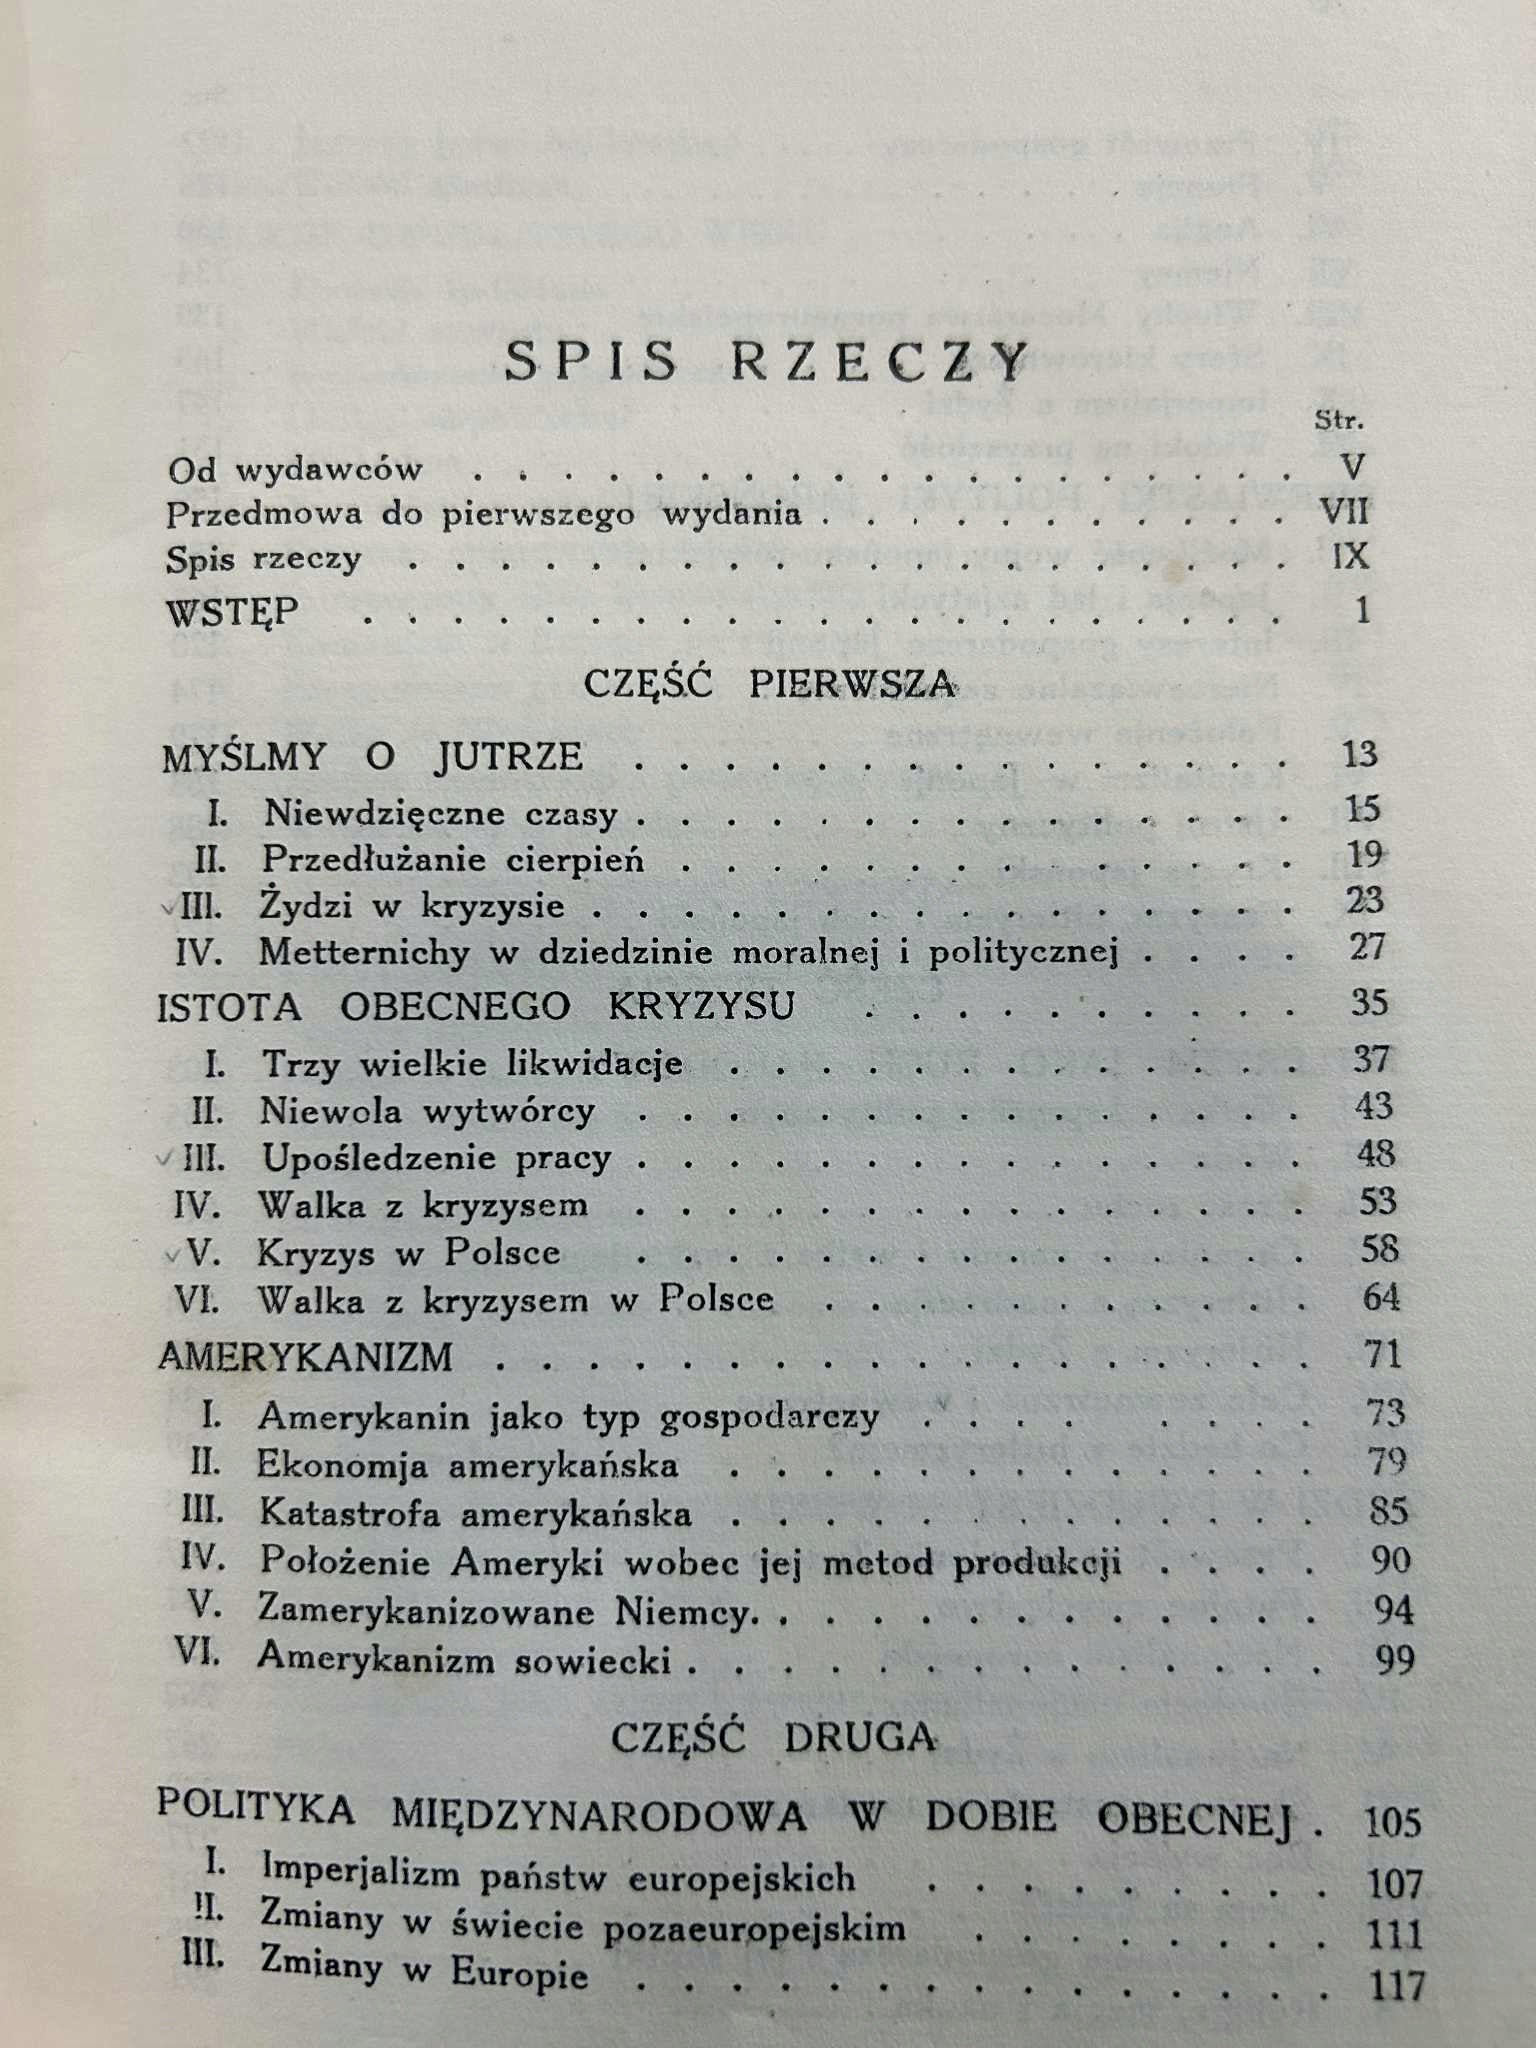 SPIS RZECZY
Str.
Od wydawców . . . . . . . . . . . . . . . . . . V
Przedmowa do pierwszego wydania . . . . . . . . . . . VII
Spis rzeczy . . . . . . . . . . . . . . . . . . . . IX
WSTĘP . . . . . . . . . . . . . . . . . . . . . 1
CZĘŚĆ PIERWSZA
MYŚLMY O JUTRZE . . . . . . . . . . . . . . . 13
I. Niewdzięczne czasy . . . . . . . . . . . . . . . 15
II. Przedłużanie cierpień . . . . . . . . . . . . . . 19
III. Żydzi w kryzysie . . . . . . . . . . . . . . . . 23
IV. Metternichy w dziedzinie moralnej i politycznej . . . . 27
ISTOTA OBECNEGO KRYZYSU . . . . . . . . . . 35
I. Trzy wielkie likwidacje . . . . . . . . . . . . . 37
II. Niewola wytwórcy . . . . . . . . . . . . . . . 43
III. Upośledzenie pracy . . . . . . . . . . . . . . . 48
IV. Walka z kryzysem . . . . . . . . . . . . . . . 53
V. Kryzys w Polsce . . . . . . . . . . . . . . . 58
VI. Walka z kryzysem w Polsce . . . . . . . . . . . 64
AMERYKANIZM . . . . . . . . . . . . . . . . . . 71
I. Amerykanin jako typ gospodarczy . . . . . . . . 73
II. Ekonomja amerykańska . . . . . . . . . . . . . 79
III. Katastrofa amerykańska . . . . . . . . . . . . . 85
IV. Położenie Ameryki wobec jej metod produkcji . . . . 90
V. Zamerykanizowane Niemcy. . . . . . . . . . . . . 94
VI. Amerykanizm sowiecki . . . . . . . . . . . . . . 99
CZĘŚĆ DRUGA
POLITYKA MIĘDZYNARODOWA W DOBIE OBECNEJ . 105
I. Imperjalizm państw europejskich . . . . . . . . . 107
II. Zmiany w świecie pozaeuropejskim . . . . . . . . 111
III. Zmiany w Europie . . . . . . . . . . . . . . . 117